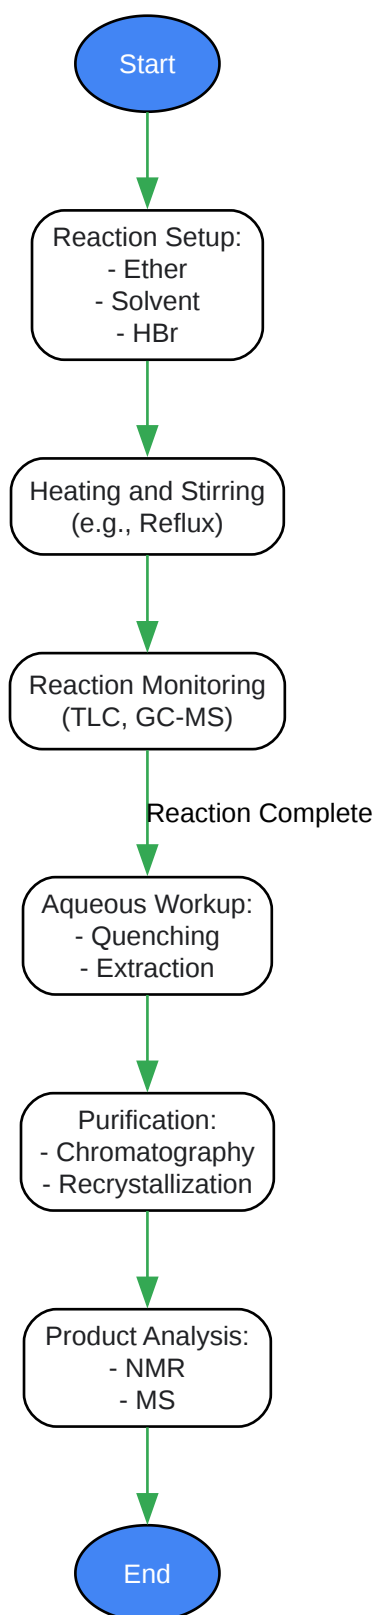 Start
Reaction Setup:
- Ether
- Solvent
- HBr
Heating and Stirring
(e.g., Reflux)
Reaction Monitoring
(TLC, GC-MS)
Reaction Complete
Aqueous Workup:
- Quenching
- Extraction
Purification:
- Chromatography
- Recrystallization
Product Analysis:
- NMR
- MS
End